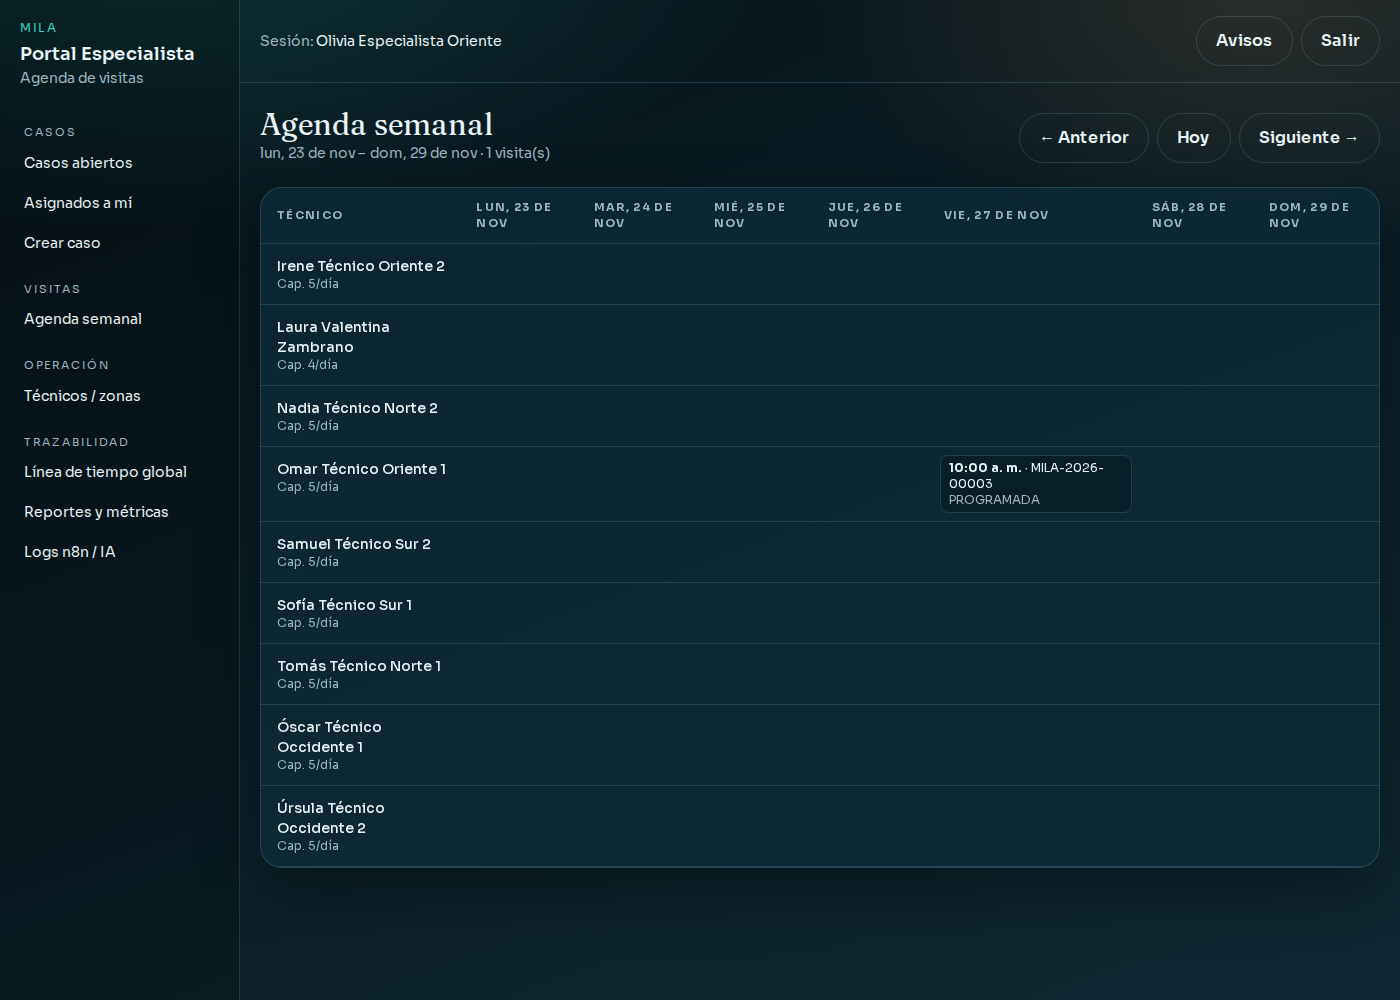 MILA
Portal Especialista
Agenda de visitas
CASOS
Casos abiertos
Asignados a mí
Crear caso
VISITAS
Agenda semanal
OPERACIÓN
Técnicos / zonas
TRAZABILIDAD
Línea de tiempo global
Reportes y métricas
Logs n8n / IA
Sesión: Olivia Especialista Oriente
Avisos
Salir
Agenda semanal
lun, 23 de nov – dom, 29 de nov · 1 visita(s)
← Anterior
Hoy
Siguiente →
TÉCNICO
LUN, 23 DE
NOV
MAR, 24 DE
NOV
MIÉ, 25 DE
NOV
JUE, 26 DE
NOV
VIE, 27 DE NOV
SÁB, 28 DE
NOV
DOM, 29 DE
NOV
Irene Técnico Oriente 2
Cap. 5/día
Laura Valentina
Zambrano
Cap. 4/día
Nadia Técnico Norte 2
Cap. 5/día
Omar Técnico Oriente 1
Cap. 5/día
10:00 a. m. · MILA-2026-
00003
PROGRAMADA
Samuel Técnico Sur 2
Cap. 5/día
Sofía Técnico Sur 1
Cap. 5/día
Tomás Técnico Norte 1
Cap. 5/día
Óscar Técnico
Occidente 1
Cap. 5/día
Úrsula Técnico
Occidente 2
Cap. 5/día